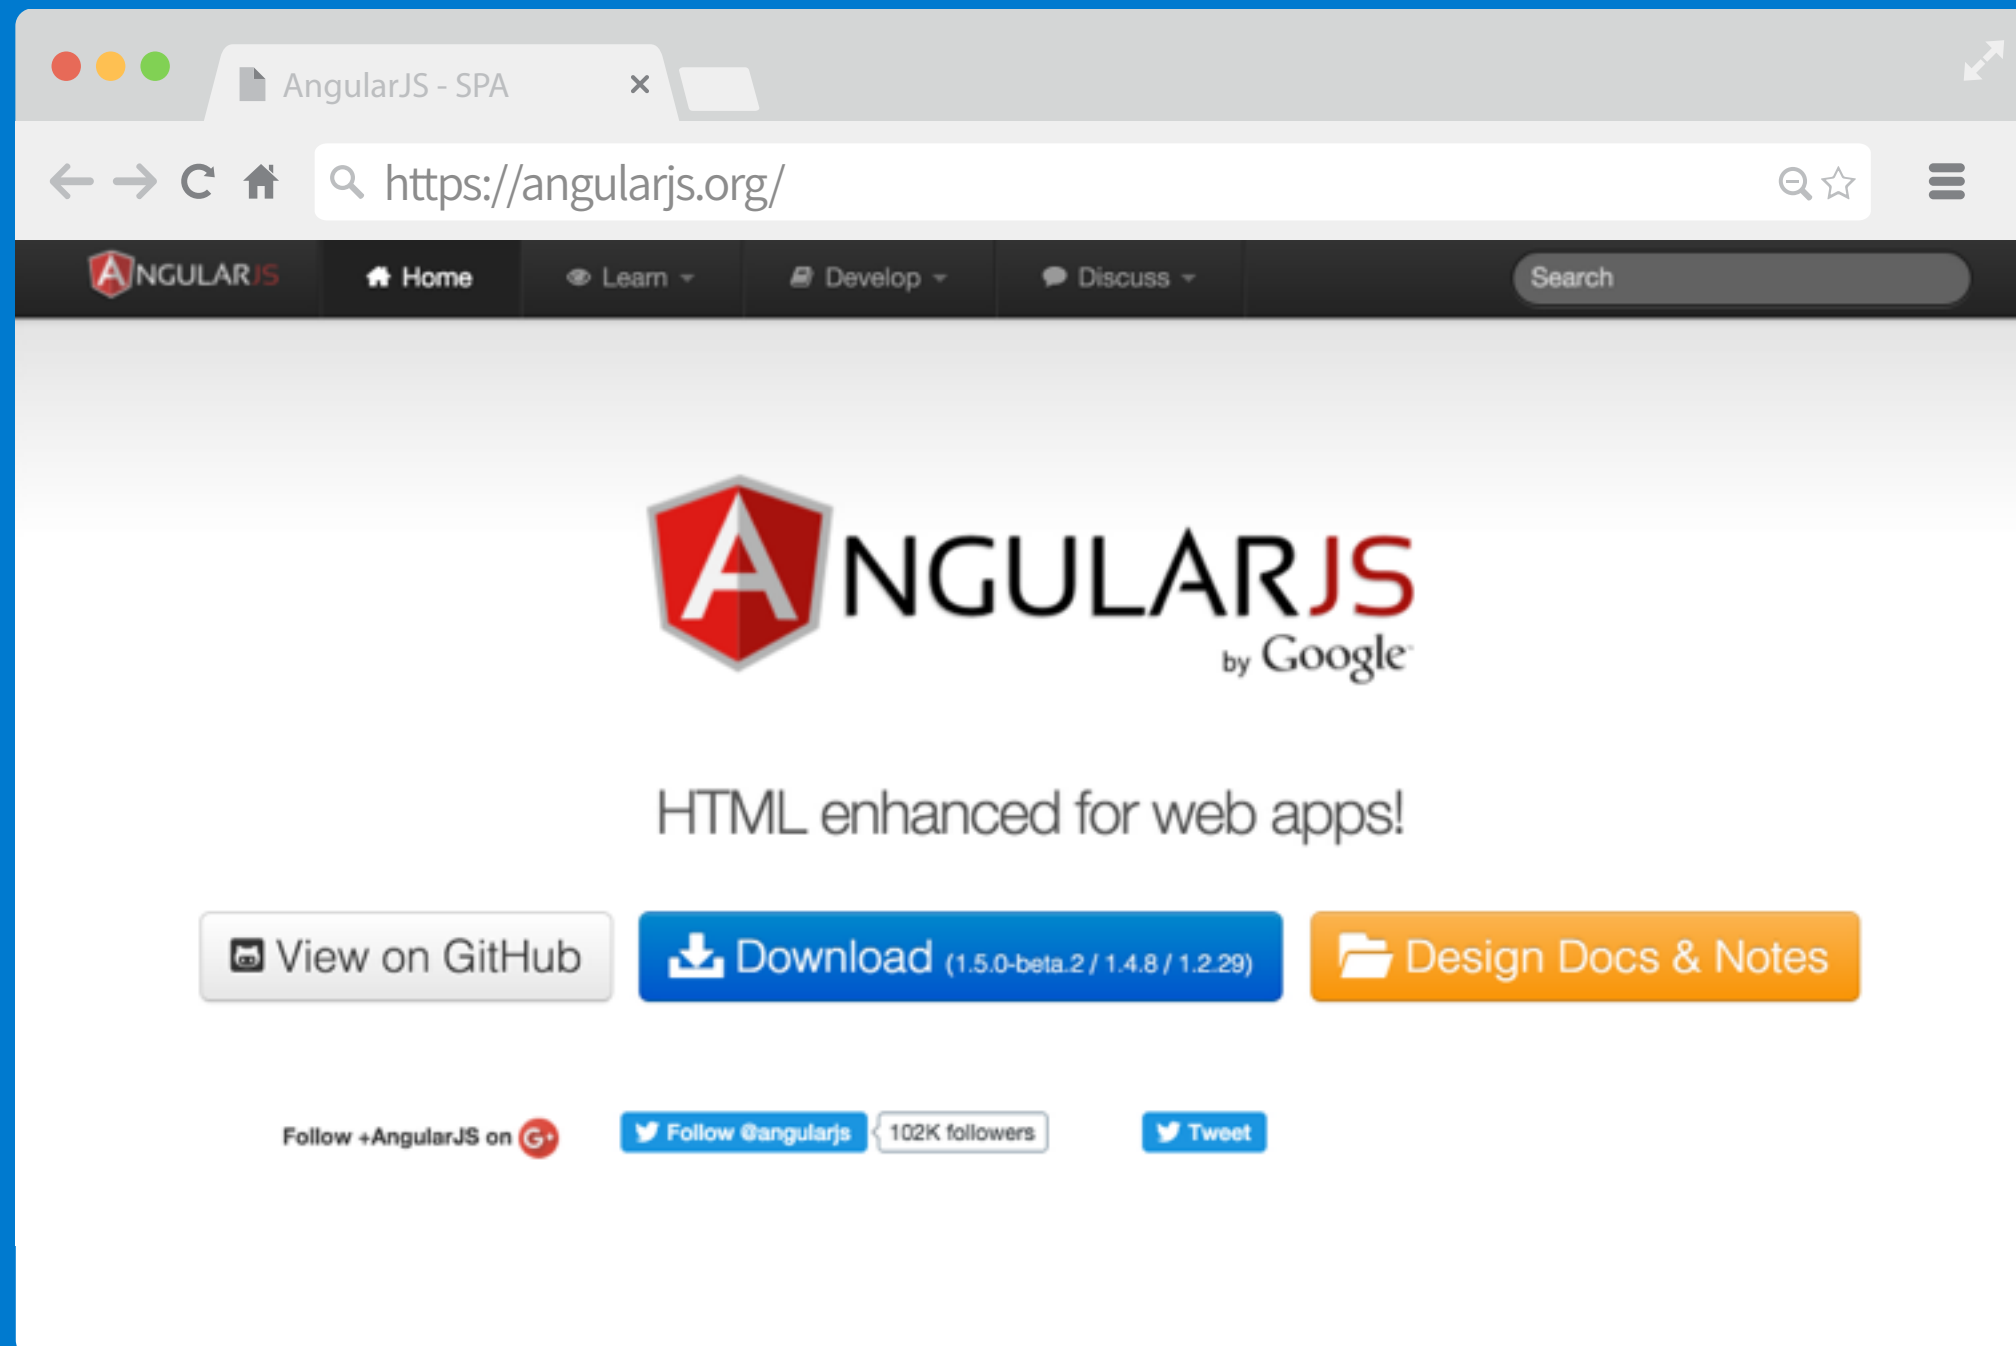 AngularJS - SPA
https://angularjs.org/
ANGULARJS Home Learn Develop Discuss Search
ANGULARJS
by Google
HTML enhanced for web apps!
View on GitHub Download (1.5.0-beta.2 / 1.4.8 / 1.2.29) Design Docs & Notes
Follow +AngularJS on G+ Follow @angularjs 102K followers Tweet